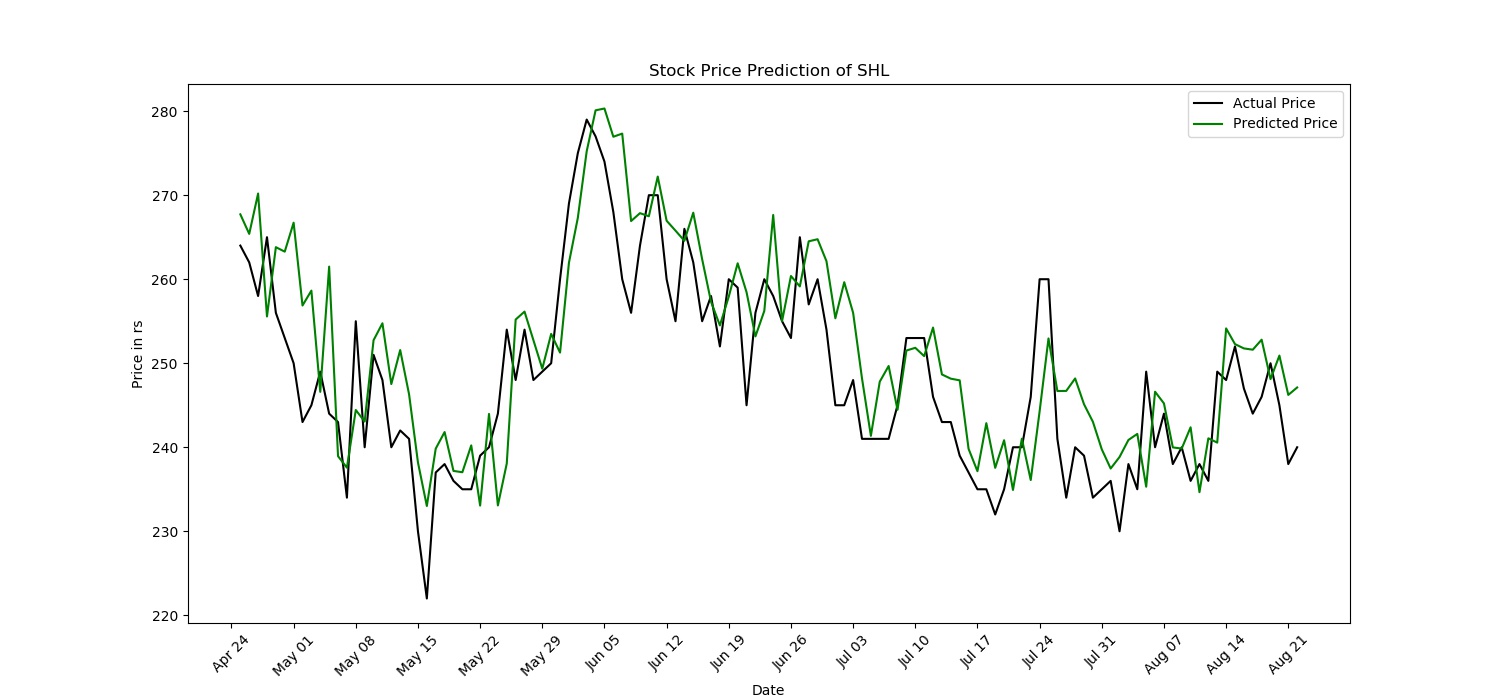 Stock Price Prediction of SHL
Actual Price
Predicted Price
Price in rs
280
270
260
250
240
230
220
Apr 24
May 01
May 08
May 15
May 22
May 29
Jun 05
Jun 12
Jun 19
Jun 26
Jul 03
Jul 10
Jul 17
Jul 24
Jul 31
Aug 07
Aug 14
Aug 21
Date